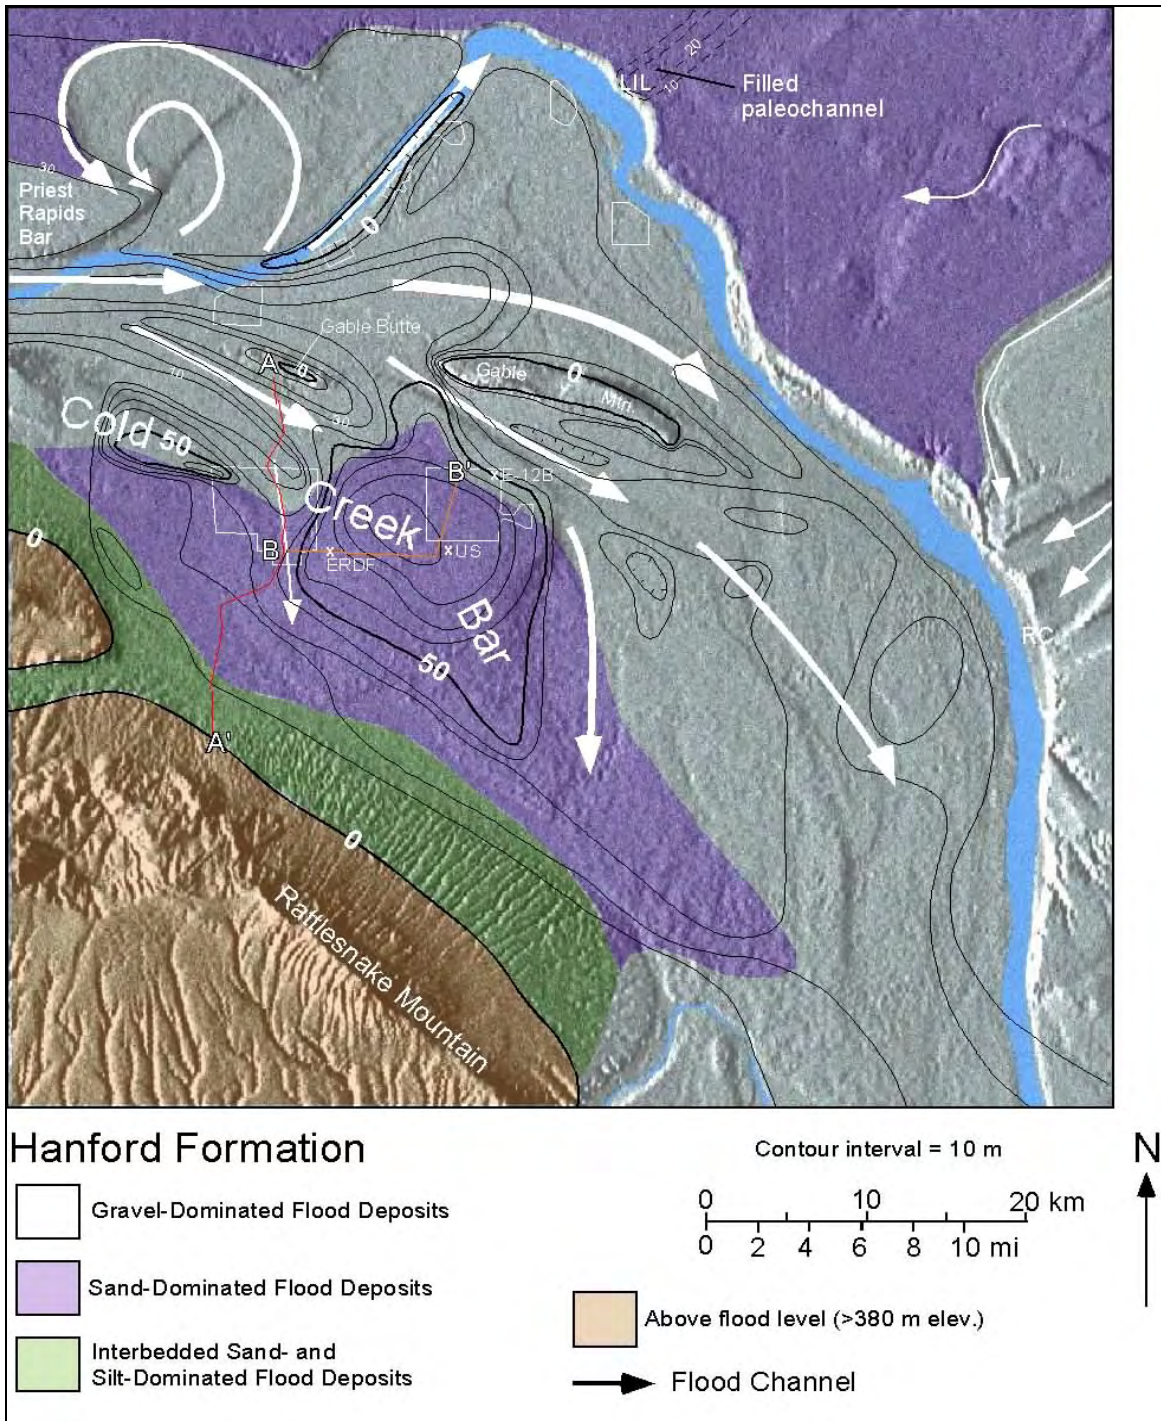 20
LIL
10
Filled
paleochannel
30
Priest
Rapids
Bar
0
Gable Butte
A
0
Gable
0
Mtn.
10
30
Cold 50
B'
E-12B
Creek
0
B
ERDF
US
Bar
RC
50
A'
0
Rattlesnake Mountain
Hanford Formation
Contour interval = 10 m
N
Gravel-Dominated Flood Deposits
0 10 20 km
0 2 4 6 8 10 mi
Sand-Dominated Flood Deposits
Above flood level (>380 m elev.)
Interbedded Sand- and
Silt-Dominated Flood Deposits
Flood Channel